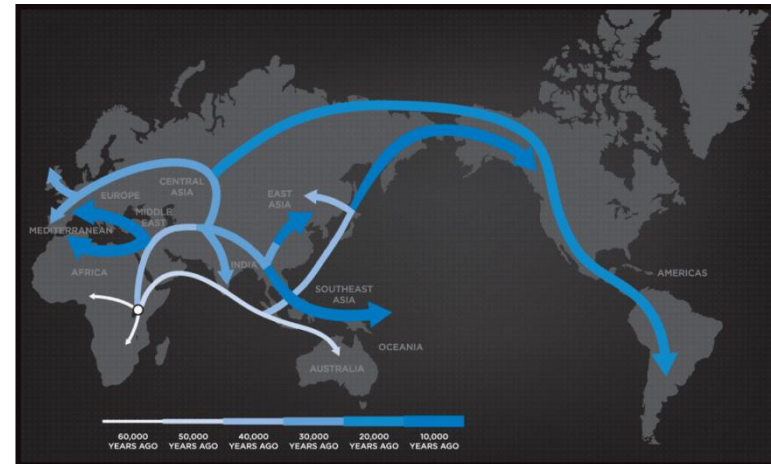 CENTRAL
ASIA
EAST
ASIA
EUROPE
MIDDLE
EAST
MEDITERRANEAN
INDIA
AFRICA
AMERICAS
SOUTHEAST
ASIA
OCEANIA
AUSTRALIA
60,000
YEARS AGO
50,000
YEARS AGO
40,000
YEARS AGO
30,000
YEARS AGO
20,000
YEARS AGO
10,000
YEARS AGO